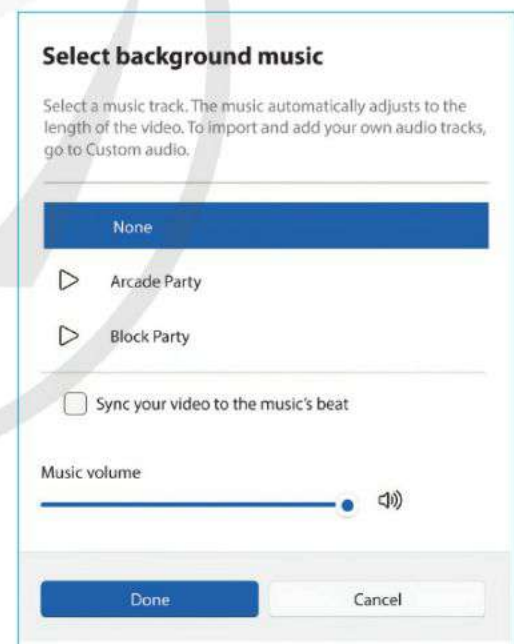 Select background music
Select a music track. The music automatically adjusts to the
length of the video. To import and add your own audio tracks,
go to Custom audio.
None
Arcade Party
Block Party
Sync your video to the music's beat
Music volume
Done
Cancel